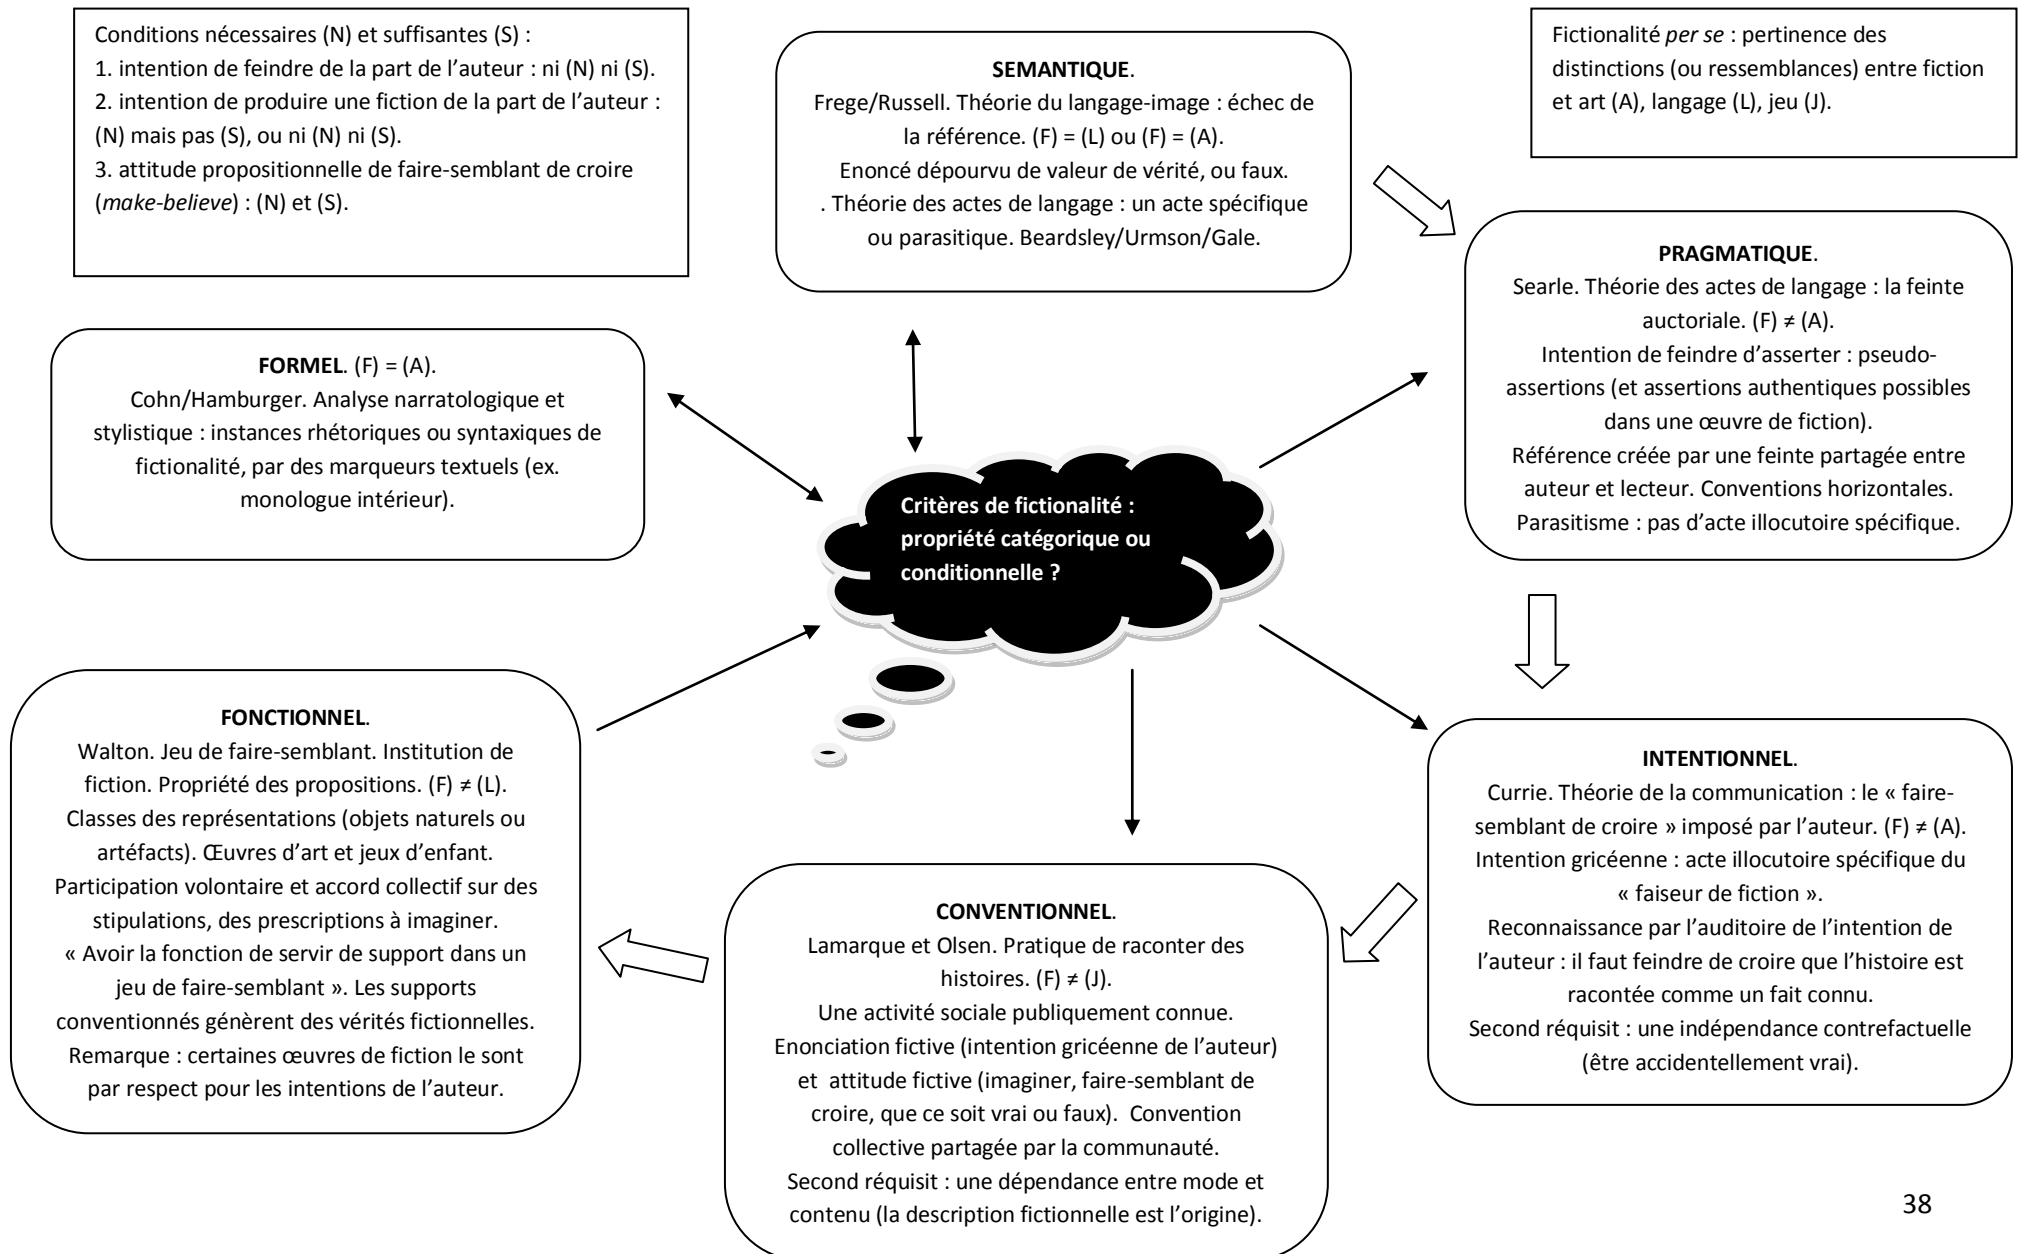 Conditions nécessaires (N) et suffisantes (S) :
1. intention de feindre de la part de l’auteur : ni (N) ni (S).
2. intention de produire une fiction de la part de l’auteur :
(N) mais pas (S), ou ni (N) ni (S).
3. attitude propositionnelle de faire-semblant de croire
(make-believe) : (N) et (S).
SEMANTIQUE.
Frege/Russell. Théorie du langage-image : échec de
la référence. (F) = (L) ou (F) = (A).
Enoncé dépourvu de valeur de vérité, ou faux.
. Théorie des actes de langage : un acte spécifique
ou parasitique. Beardsley/Urmson/Gale.
Fictionalité per se : pertinence des
distinctions (ou ressemblances) entre fiction
et art (A), langage (L), jeu (J).
PRAGMATIQUE.
Searle. Théorie des actes de langage : la feinte
auctoriale. (F) ≠ (A).
Intention de feindre d’asserter : pseudo-
assertions (et assertions authentiques possibles
dans une œuvre de fiction).
Référence créée par une feinte partagée entre
auteur et lecteur. Conventions horizontales.
Parasitisme : pas d’acte illocutoire spécifique.
FORMEL. (F) = (A).
Cohn/Hamburger. Analyse narratologique et
stylistique : instances rhétoriques ou syntaxiques de
fictionalité, par des marqueurs textuels (ex.
monologue intérieur).
Critères de fictionalité :
propriété catégorique ou
conditionnelle ?
FONCTIONNEL.
Walton. Jeu de faire-semblant. Institution de
fiction. Propriété des propositions. (F) ≠ (L).
Classes des représentations (objets naturels ou
artéfacts). Œuvres d’art et jeux d’enfant.
Participation volontaire et accord collectif sur des
stipulations, des prescriptions à imaginer.
« Avoir la fonction de servir de support dans un
jeu de faire-semblant ». Les supports
conventionnés génèrent des vérités fictionnelles.
Remarque : certaines œuvres de fiction le sont
par respect pour les intentions de l’auteur.
INTENTIONNEL.
Currie. Théorie de la communication : le « faire-
semblant de croire » imposé par l’auteur. (F) ≠ (A).
Intention gricéenne : acte illocutoire spécifique du
« faiseur de fiction ».
Reconnaissance par l’auditoire de l’intention de
l’auteur : il faut feindre de croire que l’histoire est
racontée comme un fait connu.
Second réquisit : une indépendance contrefactuelle
(être accidentellement vrai).
CONVENTIONNEL.
Lamarque et Olsen. Pratique de raconter des
histoires. (F) ≠ (J).
Une activité sociale publiquement connue.
Enonciation fictive (intention gricéenne de l’auteur)
et attitude fictive (imaginer, faire-semblant de
croire, que ce soit vrai ou faux). Convention
collective partagée par la communauté.
Second réquisit : une dépendance entre mode et
contenu (la description fictionnelle est l’origine).
38